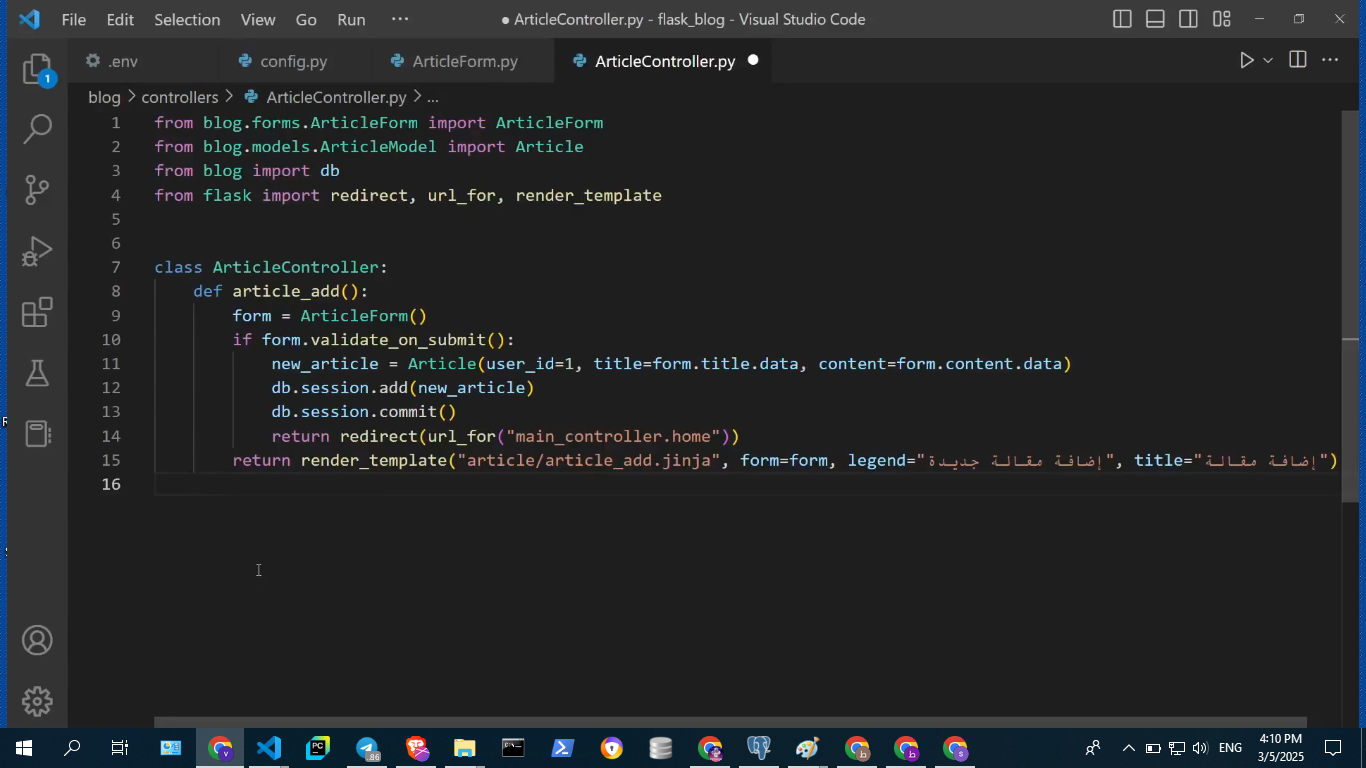 File Edit Selection View Go Run ··· ● ArticleController.py - flask_blog - Visual Studio Code
.env config.py ArticleForm.py ArticleController.py ●
blog > controllers > ArticleController.py > ...
1 from blog.forms.ArticleForm import ArticleForm
2 from blog.models.ArticleModel import Article
3 from blog import db
4 from flask import redirect, url_for, render_template
5
6
7 class ArticleController:
8     def article_add():
9         form = ArticleForm()
10         if form.validate_on_submit():
11             new_article = Article(user_id=1, title=form.title.data, content=form.content.data)
12             db.session.add(new_article)
13             db.session.commit()
14             return redirect(url_for("main_controller.home"))
15         return render_template("article/article_add.jinja", form=form, legend="إضافة مقالة جديدة", title="إضافة مقالة")
16
1
PC
86
ENG
4:10 PM
3/5/2025